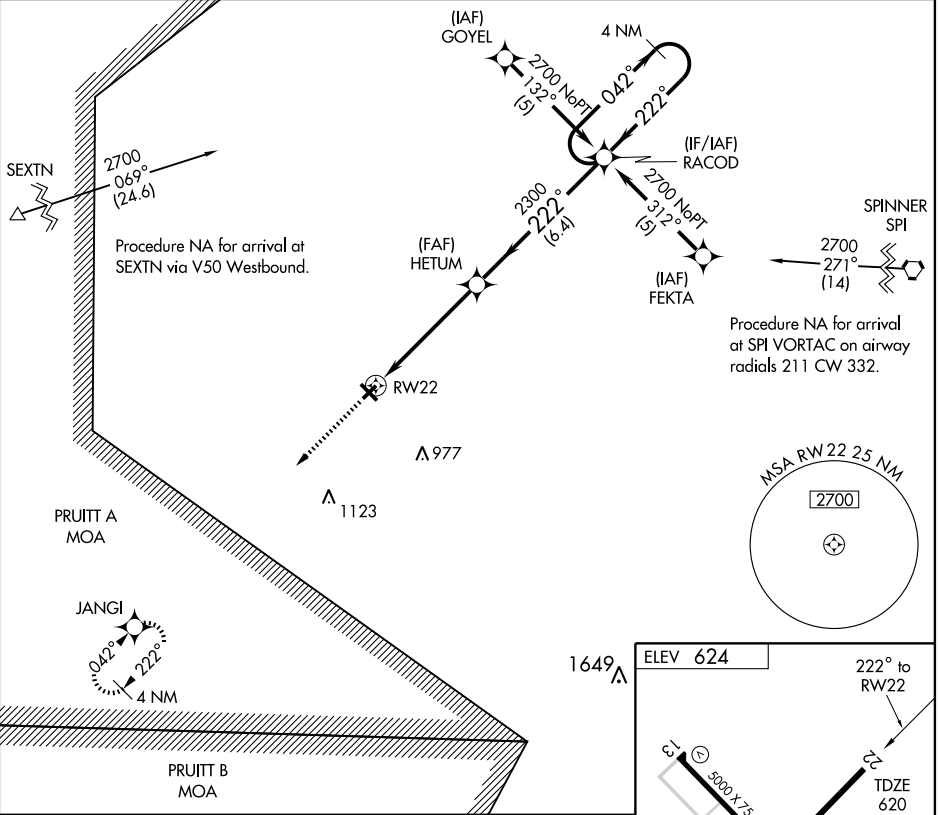 (IAF)
GOYEL
4 NM
2700 NoPT
132°
(5)
042°
222°
(IF/IAF)
RACOD
SEXTN
2700
069°
(24.6)
2300
222°
(6.4)
2700 NoPT
312°
(5)
SPINNER
SPI
Procedure NA for arrival at
SEXTN via V50 Westbound.
(FAF)
HETUM
(IAF)
FEKTA
2700
271°
(14)
Procedure NA for arrival
at SPI VORTAC on airway
radials 211 CW 332.
RW22
977
1123
MSA RW22 25 NM
2700
PRUITT A
MOA
JANGI
042°
222°
4 NM
1649
ELEV 624
222° to
RW22
13
V
5000 X 75
22
TDZE
620
PRUITT B
MOA